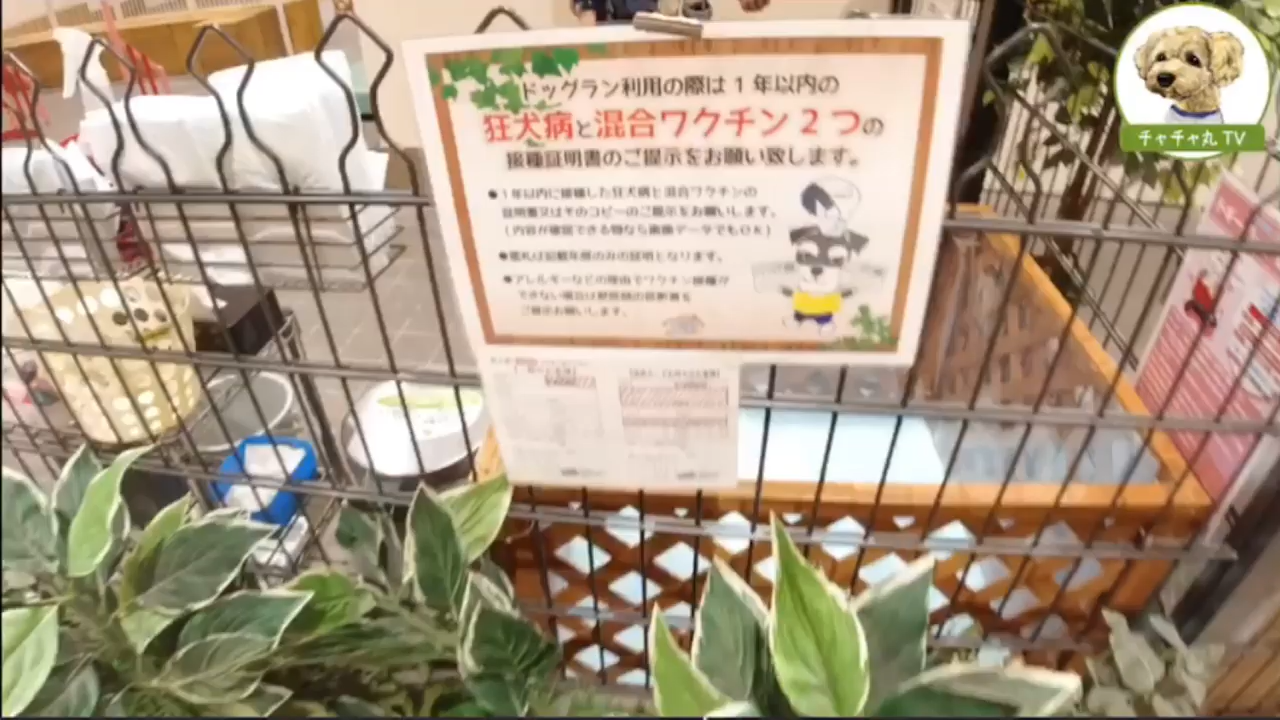 ドッグラン利用の際は1年以内の
狂犬病と混合ワクチン2つの
接種証明書のご提示をお願い致します。
●1年以内に接種した狂犬病と混合ワクチンの
証明書又はそのコピーのご提示をお願いします。
(内容が確認できる物なら画像データでもOK)
●鑑札は記載年度のみの証明となります。
●アレルギーなどの理由でワクチン接種が
できない場合は獣医師の診断書を
ご提示お願いします。
チャチャ丸TV